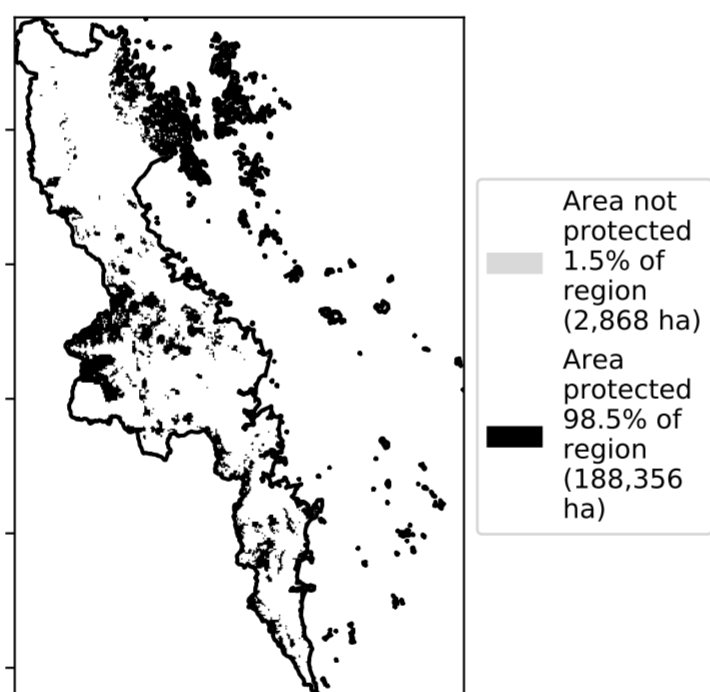 Area not
protected
1.5% of
region
(2,868 ha)
Area
protected
98.5% of
region
(188,356
ha)